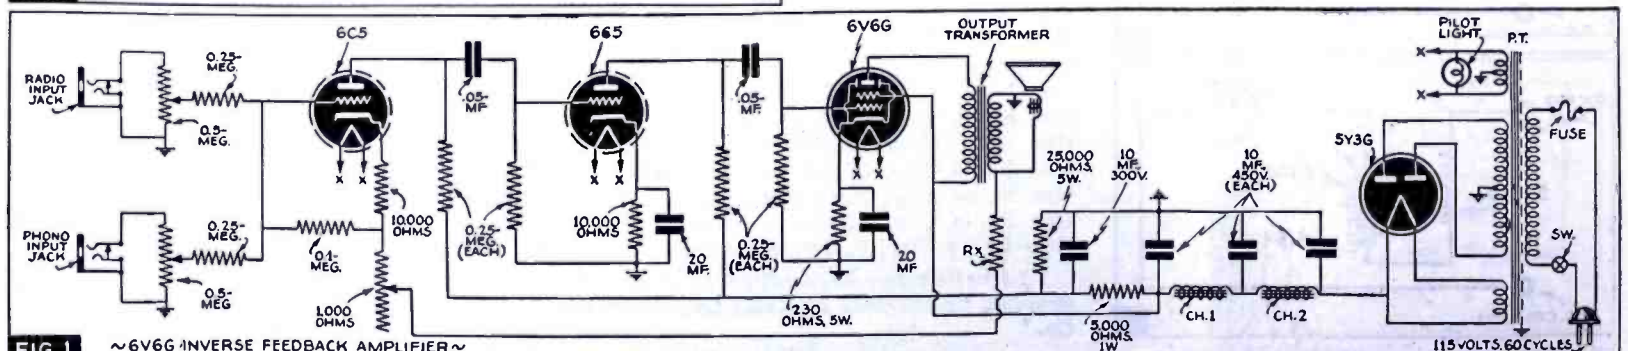 RADIO
INPUT
JACK
0.25-
MEG.
0.5-
MEG.
PHONO
INPUT
JACK
0.25-
MEG.
0.5-
MEG
6C5
0.1-
MEG.
10,000
OHMS
1,000
OHMS
.05-
MF
0.25-
MEG.
(EACH)
6G5
10,000
OHMS
20
MF.
.05-
MF.
0.25-
MEG.
(EACH)
6V6G
230
OHMS, 5W.
20
MF
OUTPUT
TRANSFORMER
RX
25,000
OHMS,
5W.
10
MF.-
300V.
10
MF.-
450V.
(EACH)
5,000
OHMS,
1W
CH.1
CH.2
5Y3G
PILOT
LIGHT
P.T.
FUSE
SW.
115 VOLTS, 60 CYCLES
X
X
X
X
X
X
X
X
FIG. 1
~6V6G INVERSE FEEDBACK AMPLIFIER~